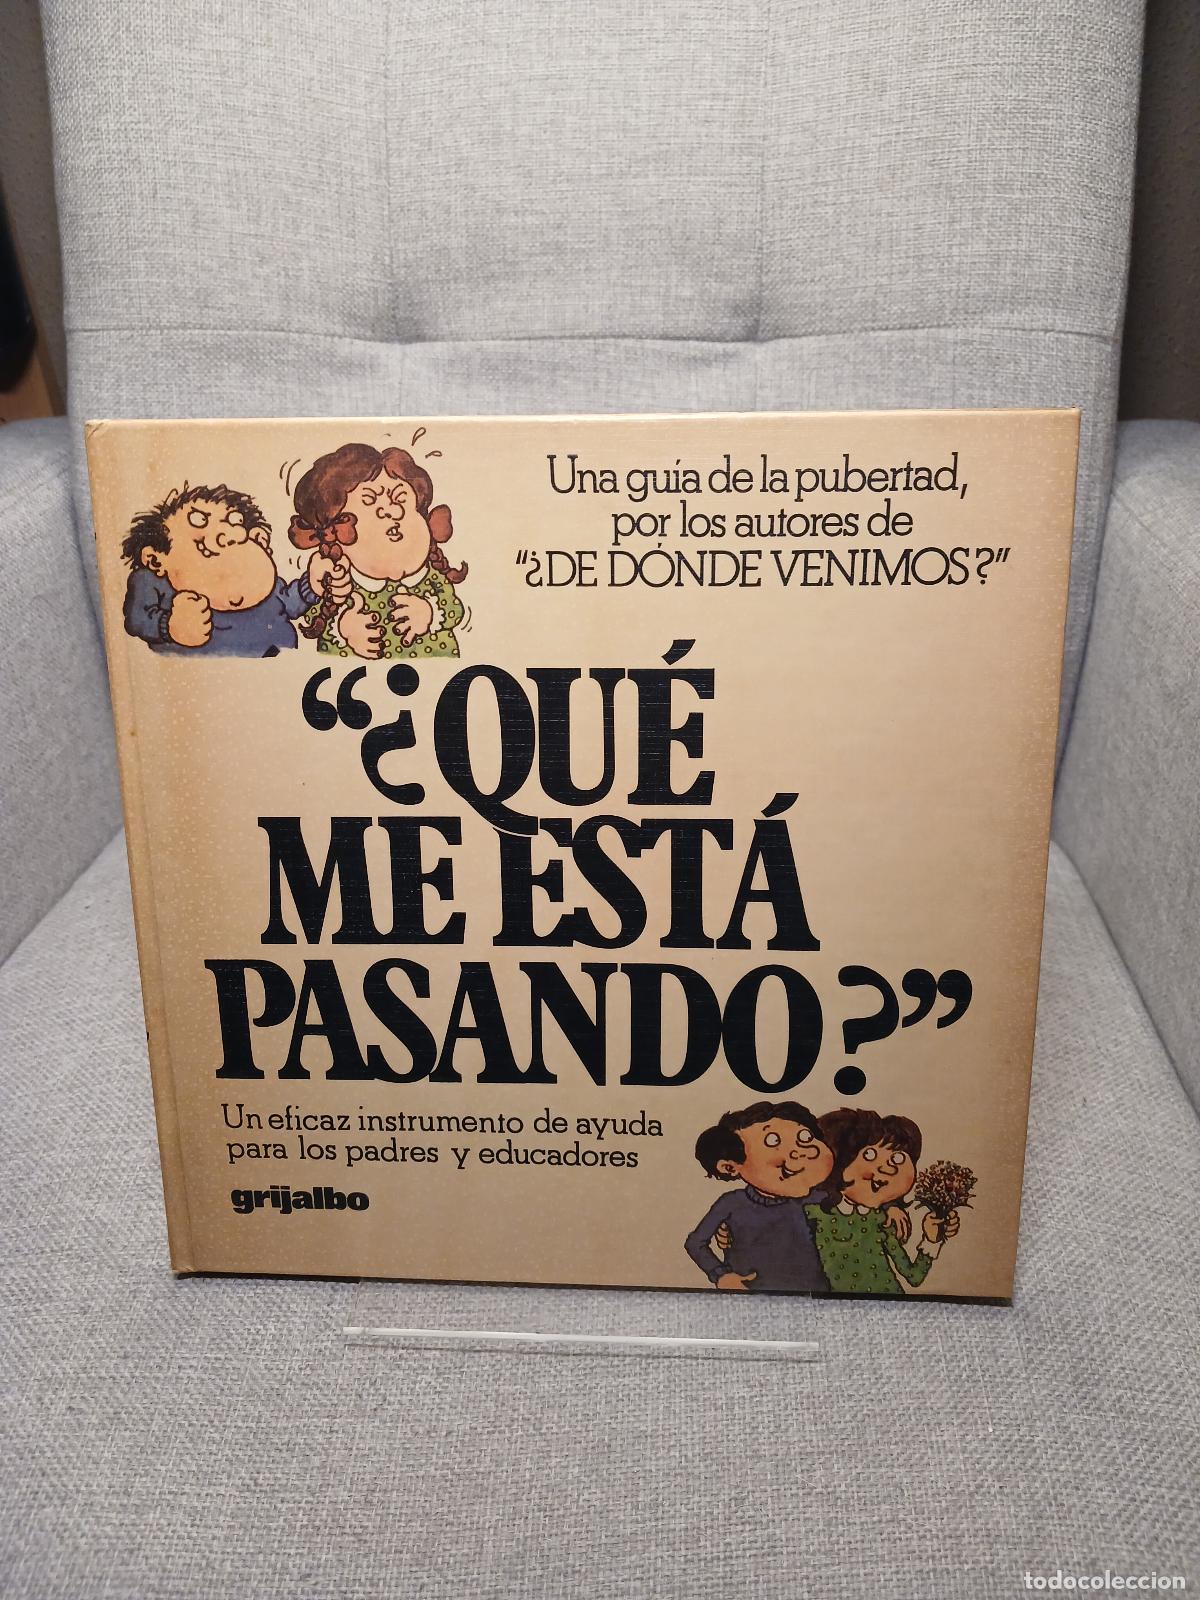 Una guía de la pubertad,
por los autores de
"¿DE DÓNDE VENIMOS?"
"¿QUÉ
ME ESTÁ
PASANDO?"
Un eficaz instrumento de ayuda
para los padres y educadores
grijalbo
todocoleccion